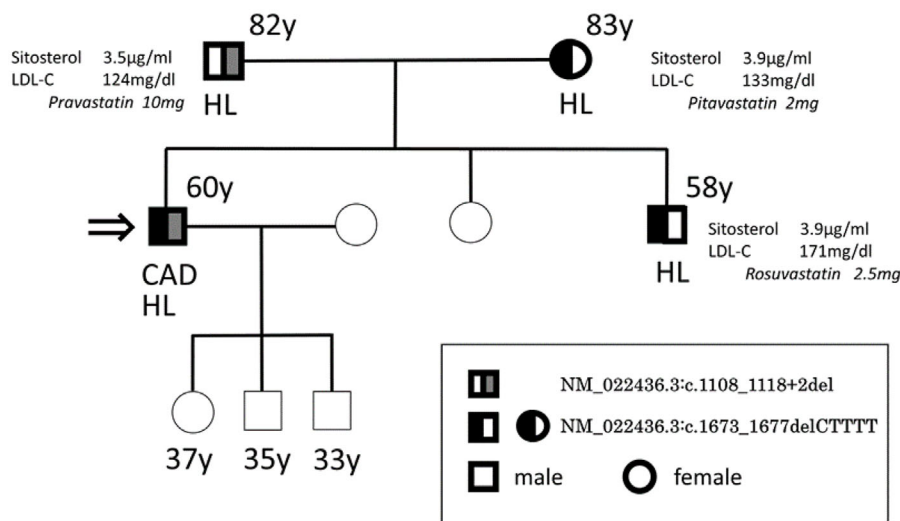 82y
83y
Sitosterol 3.5µg/ml
LDL-C 124mg/dl
Pravastatin 10mg
HL
HL
Sitosterol 3.9µg/ml
LDL-C 133mg/dl
Pitavastatin 2mg
60y
58y
CAD
HL
HL
Sitosterol 3.9µg/ml
LDL-C 171mg/dl
Rosuvastatin 2.5mg
37y 35y 33y
NM_022436.3:c.1108_1118+2del
NM_022436.3:c.1673_1677delCTTTT
male female